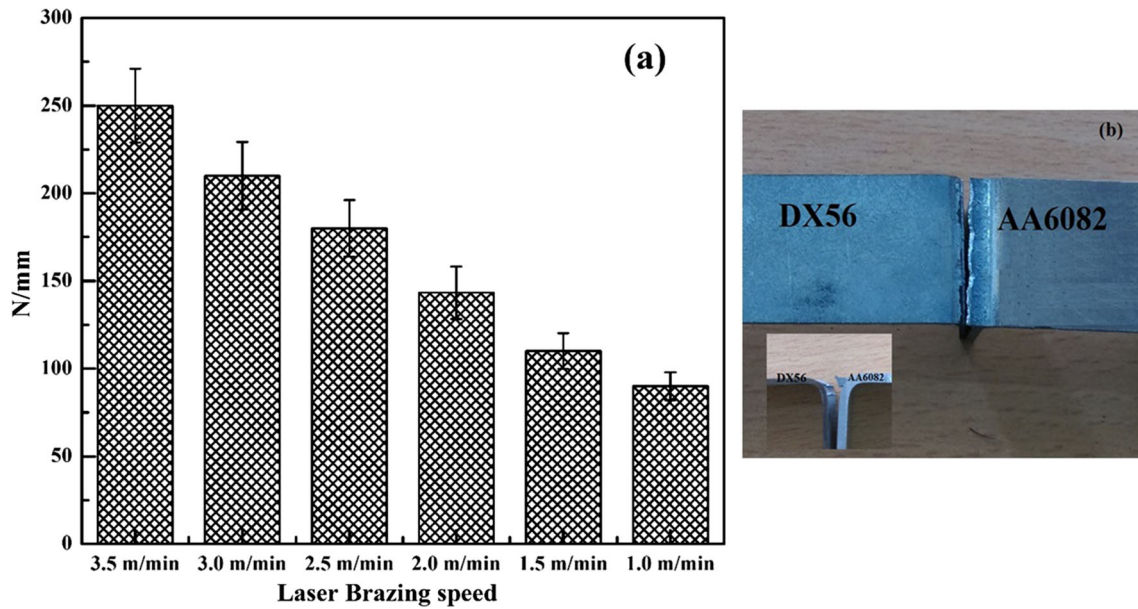 300
250
200
150
100
50
0
N/mm
(a)
3.5 m/min 3.0 m/min 2.5 m/min 2.0 m/min 1.5 m/min 1.0 m/min
Laser Brazing speed
(b)
DX56 AA6082
DX56 AA6082